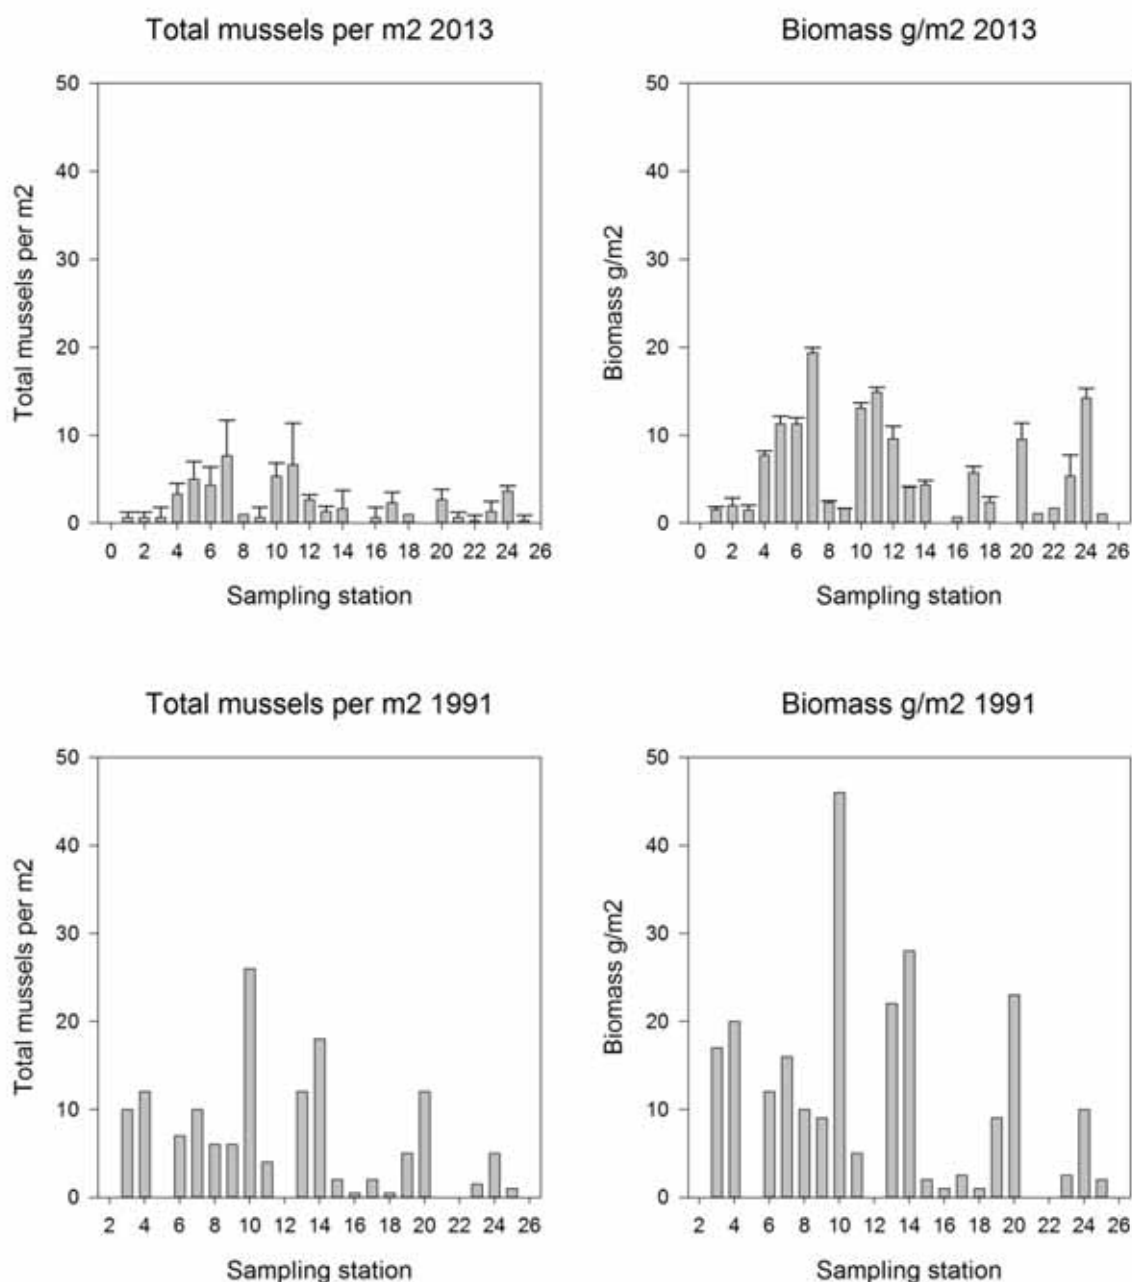 Total mussels per m2 2013
Biomass g/m2 2013
50
40
30
20
10
0
Total mussels per m2
0 2 4 6 8 10 12 14 16 18 20 22 24 26
Sampling station
50
40
30
20
10
0
Biomass g/m2
0 2 4 6 8 10 12 14 16 18 20 22 24 26
Sampling station
Total mussels per m2 1991
Biomass g/m2 1991
50
40
30
20
10
0
Total mussels per m2
2 4 6 8 10 12 14 16 18 20 22 24 26
Sampling station
50
40
30
20
10
0
Biomass g/m2
2 4 6 8 10 12 14 16 18 20 22 24 26
Sampling station